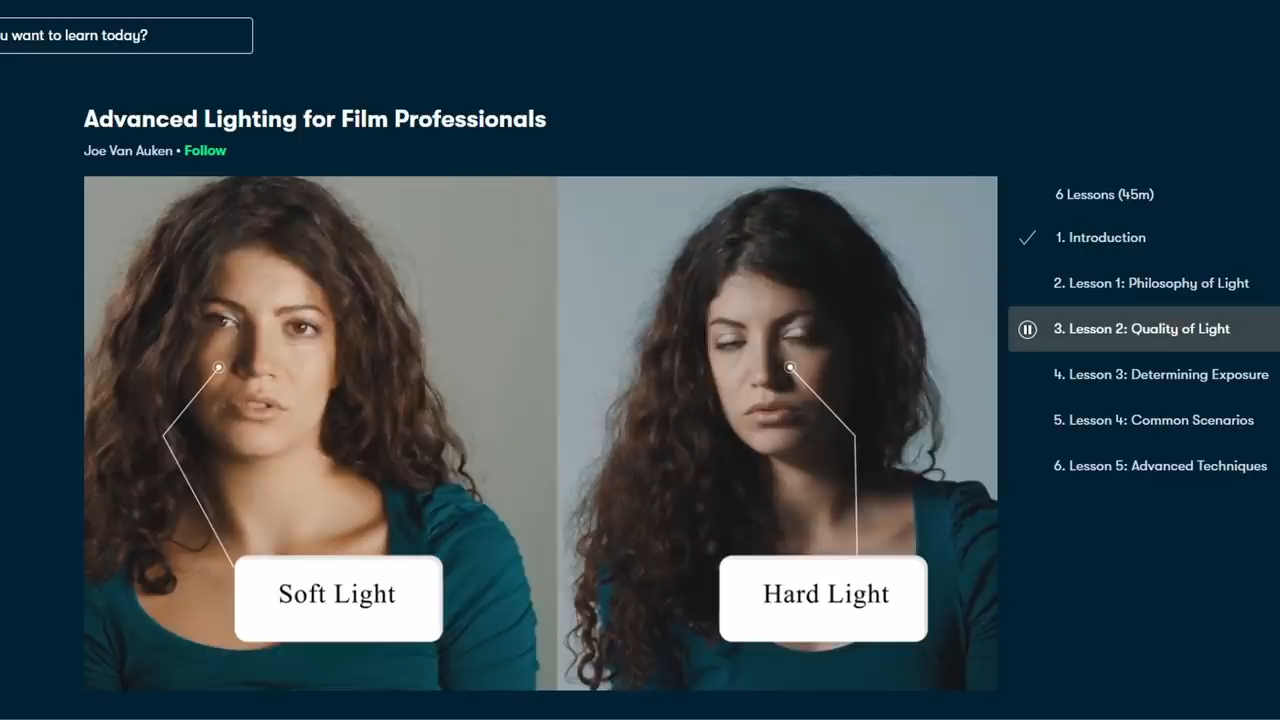 u want to learn today?
Advanced Lighting for Film Professionals
Joe Van Auken • Follow
6 Lessons (45m)
1. Introduction
2. Lesson 1: Philosophy of Light
3. Lesson 2: Quality of Light
4. Lesson 3: Determining Exposure
5. Lesson 4: Common Scenarios
6. Lesson 5: Advanced Techniques
Soft Light
Hard Light